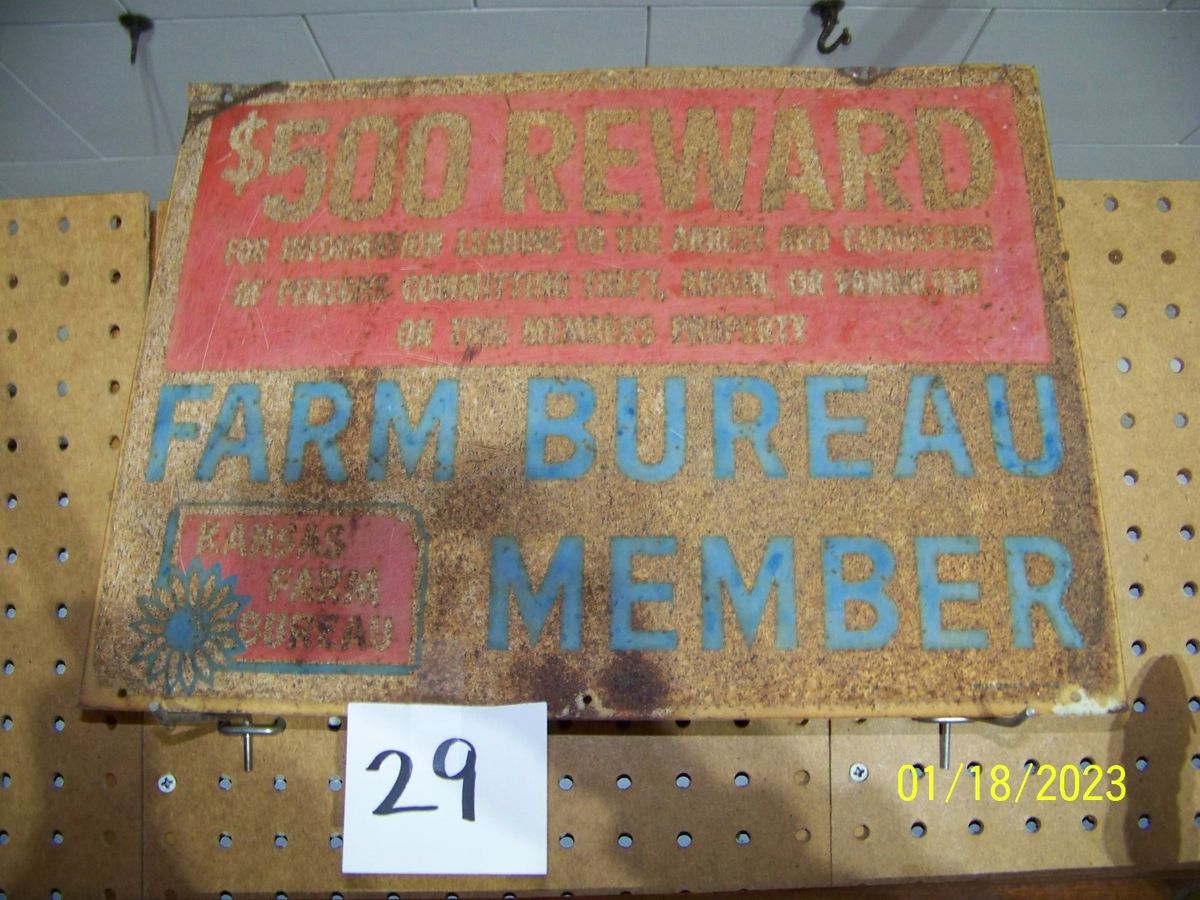 $500 REWARD
FOR INFORMATION LEADING TO THE ARREST AND CONVICTION
OF PERSONS COMMITTING THEFT, ARSON, OR VANDALISM
ON THIS MEMBERS PROPERTY
FARM BUREAU
MEMBER
KANSAS
FARM
BUREAU
29
01/18/2023